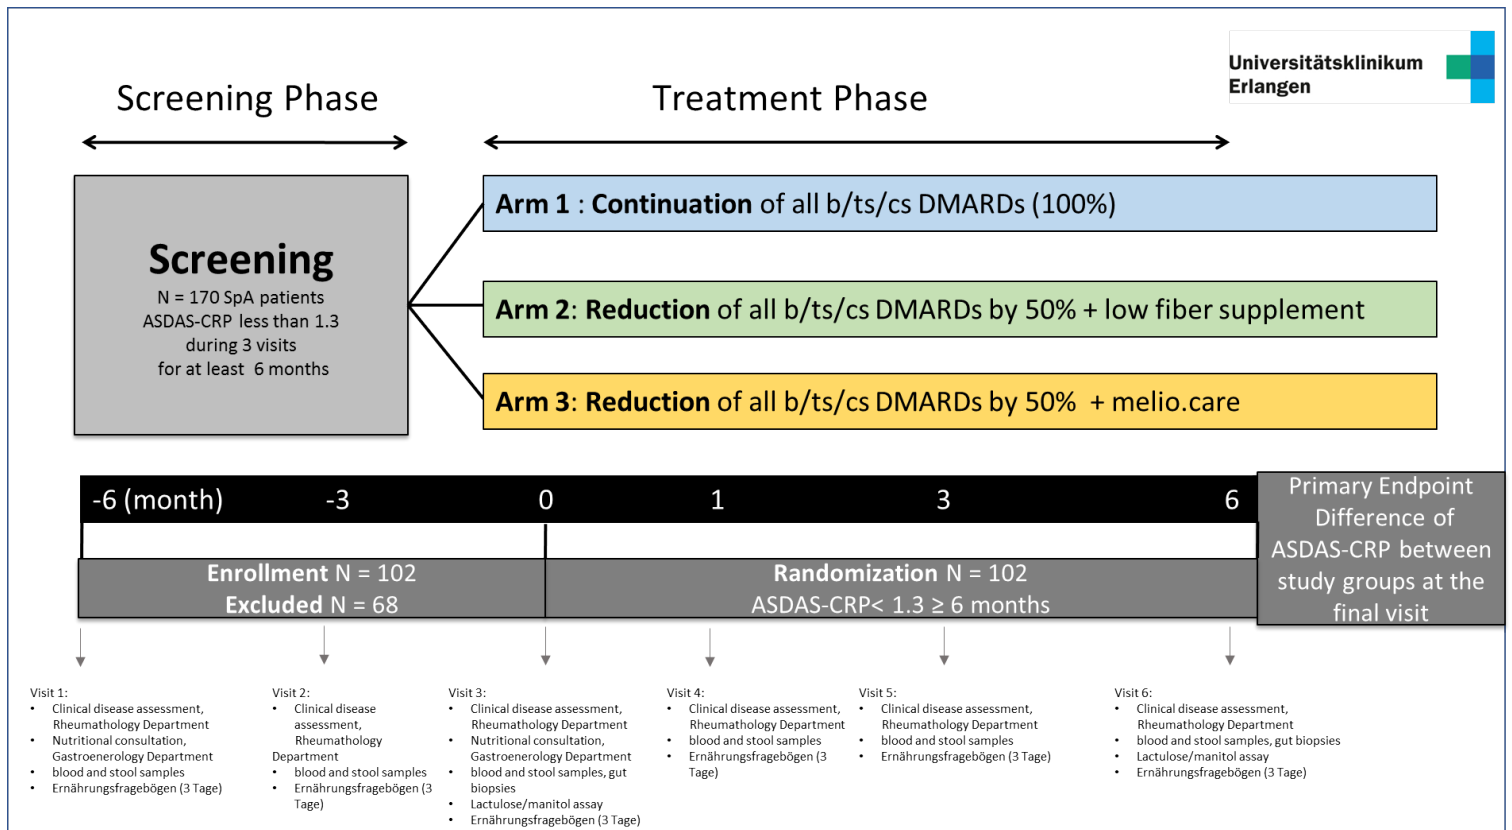 Universitätsklinikum
Erlangen
Screening Phase
Treatment Phase
Screening
N = 170 SpA patients
ASDAS-CRP less than 1.3
during 3 visits
for at least 6 months
Arm 1 : Continuation of all b/ts/cs DMARDs (100%)
Arm 2: Reduction of all b/ts/cs DMARDs by 50% + low fiber supplement
Arm 3: Reduction of all b/ts/cs DMARDs by 50% + melio.care
-6 (month)
-3
0
1
3
6
Primary Endpoint
Difference of
ASDAS-CRP between
study groups at the
final visit
Enrollment N = 102
Excluded N = 68
Randomization N = 102
ASDAS-CRP< 1.3 ≥ 6 months
Visit 1:
• Clinical disease assessment,
Rheumathology Department
• Nutritional consultation,
Gastroenerology Department
• blood and stool samples
• Ernährungsfragebögen (3 Tage)
Visit 2:
• Clinical disease
assessment,
Rheumathology
Department
• blood and stool samples
• Ernährungsfragebögen (3
Tage)
Visit 3:
• Clinical disease assessment,
Rheumathology Department
• Nutritional consultation,
Gastroenerology Department
• blood and stool samples, gut
biopsies
• Lactulose/manitol assay
• Ernährungsfragebögen (3 Tage)
Visit 4:
• Clinical disease assessment,
Rheumathology Department
• blood and stool samples
• Ernährungsfragebögen (3
Tage)
Visit 5:
• Clinical disease assessment,
Rheumathology Department
• blood and stool samples
• Ernährungsfragebögen (3 Tage)
Visit 6:
• Clinical disease assessment,
Rheumathology Department
• blood and stool samples, gut biopsies
• Lactulose/manitol assay
• Ernährungsfragebögen (3 Tage)